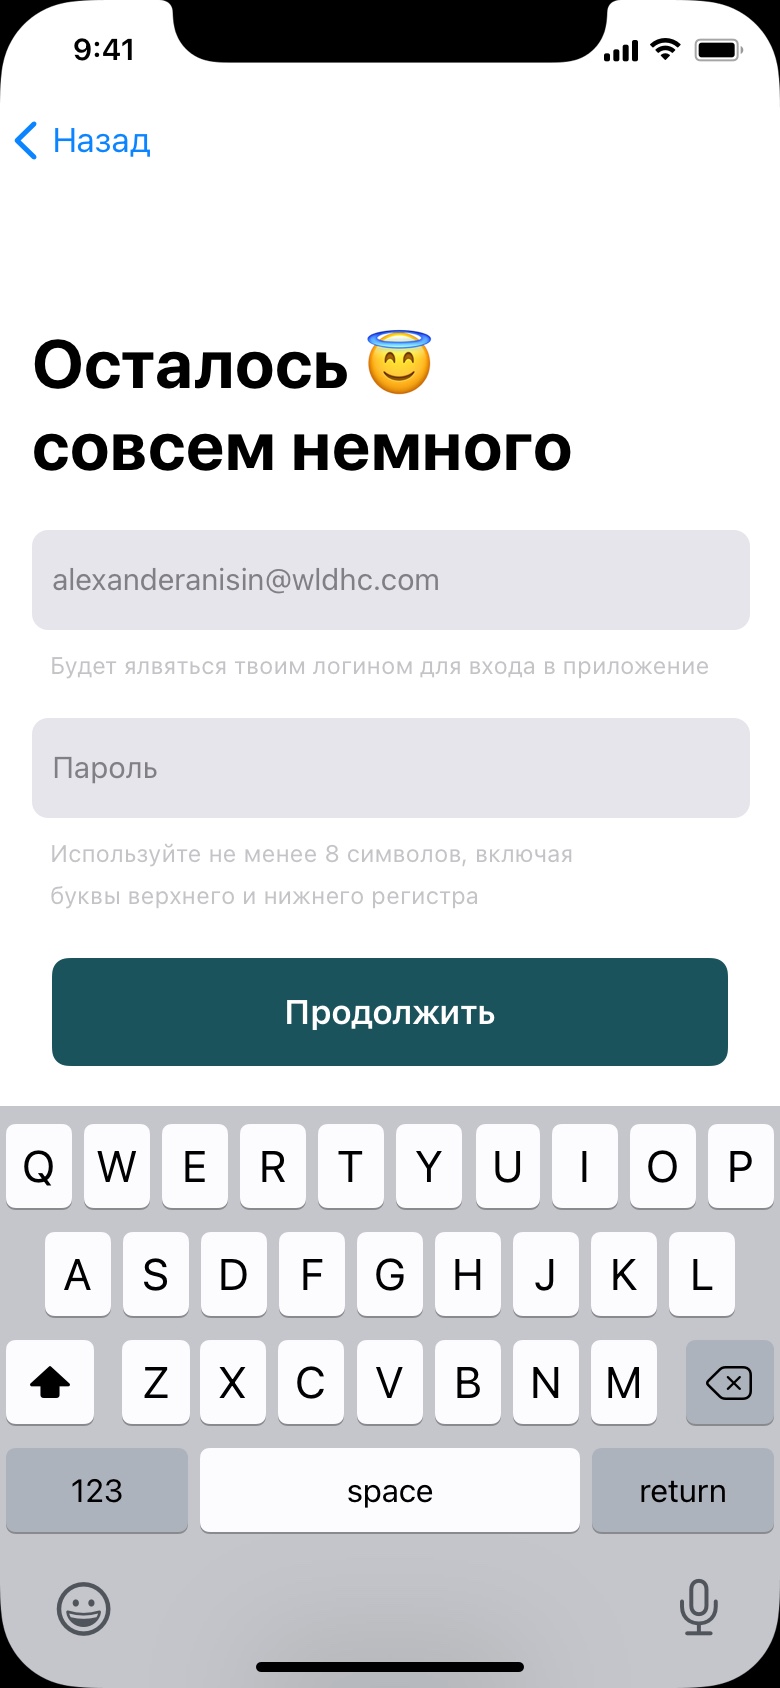 9:41
Назад
Осталось 😇
совсем немного
alexanderanisin@wldhc.com
Будет ялвяться твоим логином для входа в приложение
Пароль
Используйте не менее 8 символов, включая
буквы верхнего и нижнего регистра
Продолжить
Q W E R T Y U I O P
A S D F G H J K L
Z X C V B N M
123 space return